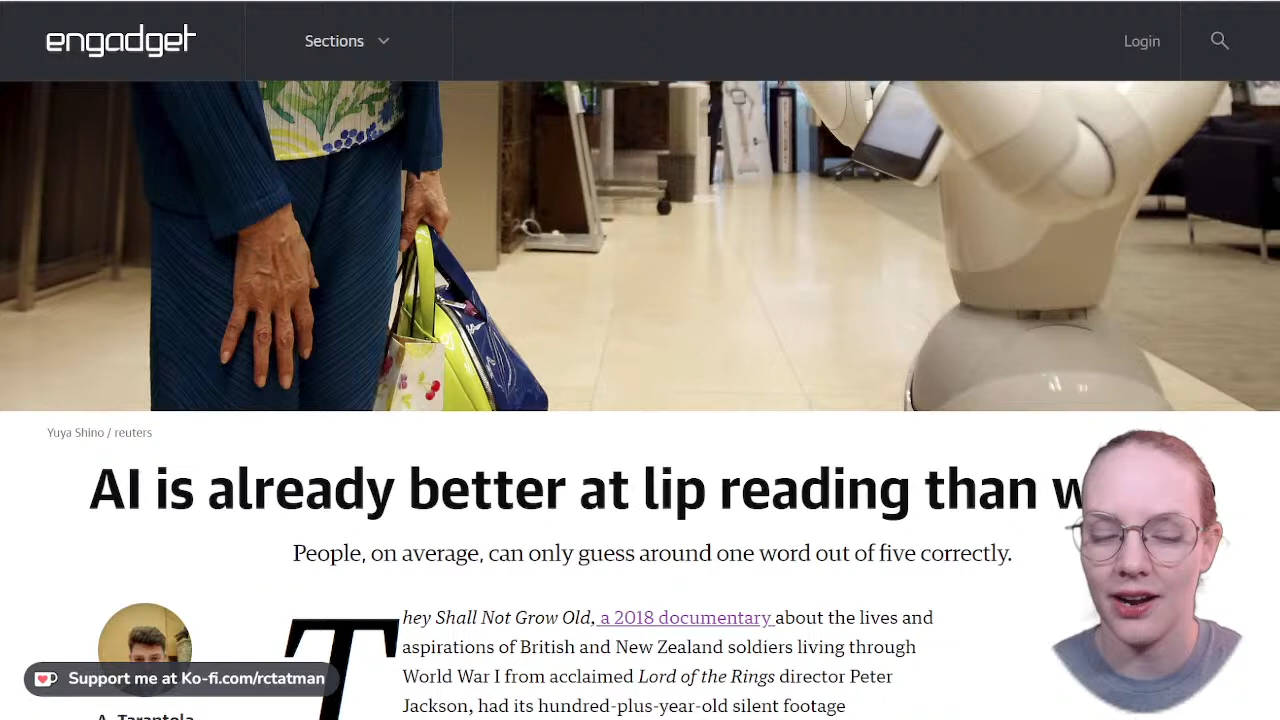 engadget
Sections
Login
Yuya Shino / reuters
AI is already better at lip reading than
People, on average, can only guess around one word out of five correctly.
They Shall Not Grow Old, a 2018 documentary about the lives and
aspirations of British and New Zealand soldiers living through
World War I from acclaimed Lord of the Rings director Peter
Jackson, had its hundred-plus-year-old silent footage
Support me at Ko-fi.com/rctatman
A. Tarantola